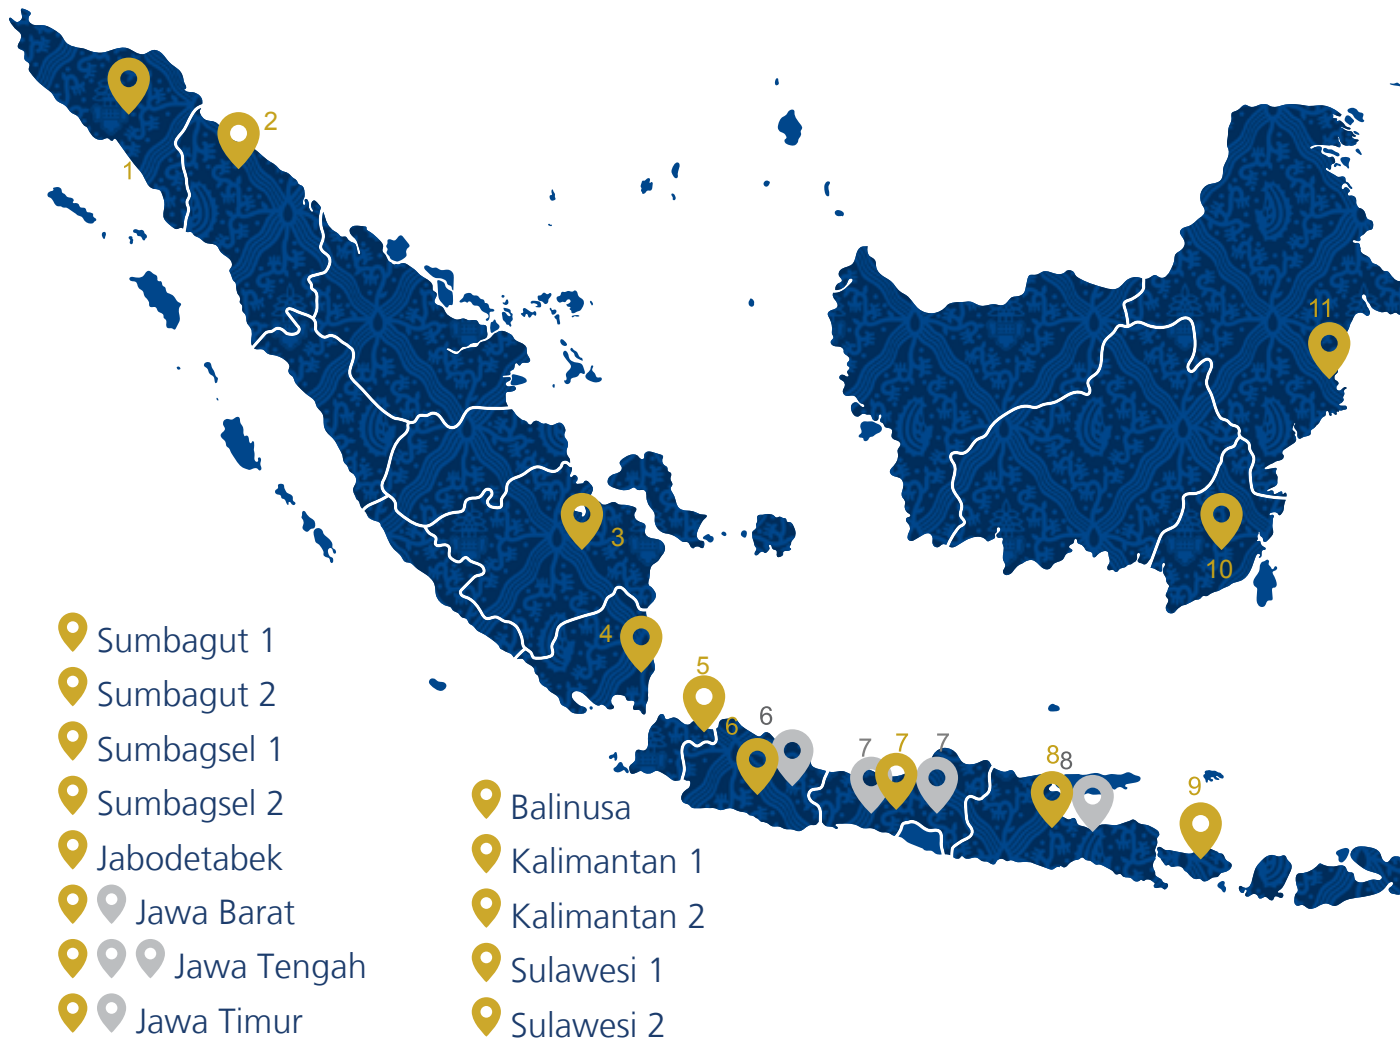 1
2
3
4
5
6
6
7
7
7
8
8
9
10
11
Sumbagut 1
Sumbagut 2
Sumbagsel 1
Sumbagsel 2
Jabodetabek
Jawa Barat
Jawa Tengah
Jawa Timur
Balinusa
Kalimantan 1
Kalimantan 2
Sulawesi 1
Sulawesi 2